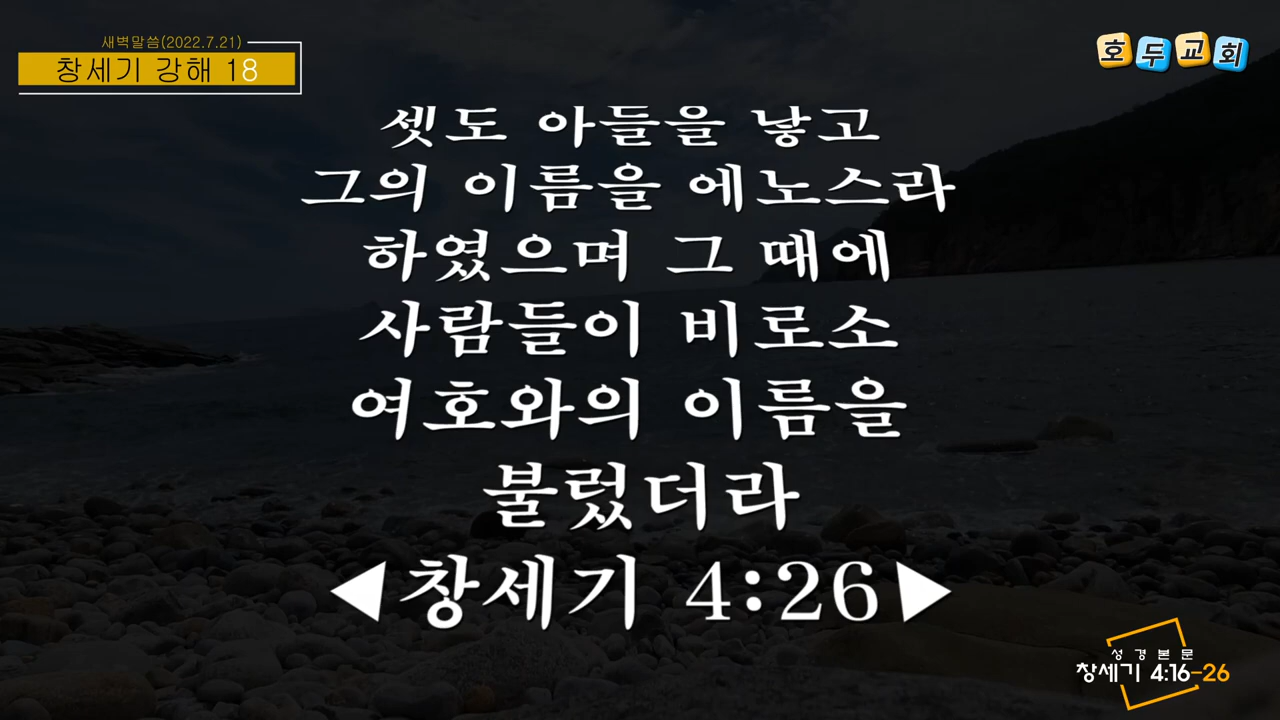 새벽말씀(2022.7.21)
창세기 강해 18
호두교회
셋도 아들을 낳고
그의 이름을 에노스라
하였으며 그 때에
사람들이 비로소
여호와의 이름을
불렀더라
◀창세기 4:26▶
성경본문
창세기 4:16-26